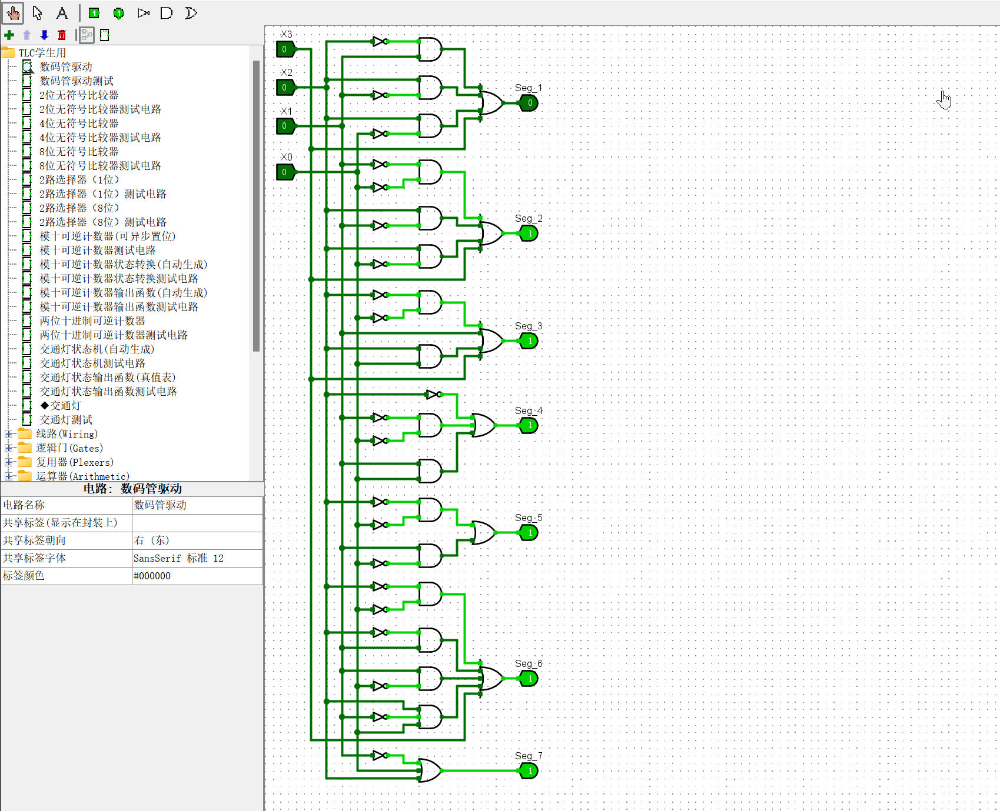 A
1
1
TLC学生用
数码管驱动
数码管驱动测试
2位无符号比较器
2位无符号比较器测试电路
4位无符号比较器
4位无符号比较器测试电路
8位无符号比较器
8位无符号比较器测试电路
2路选择器（1位）
2路选择器（1位）测试电路
2路选择器（8位）
2路选择器（8位）测试电路
模十可逆计数器(可异步置位)
模十可逆计数器测试电路
模十可逆计数器状态转换(自动生成)
模十可逆计数器状态转换测试电路
模十可逆计数器输出函数(自动生成)
模十可逆计数器输出函数测试电路
两位十进制可逆计数器
两位十进制可逆计数器测试电路
交通灯状态机(自动生成)
交通灯状态机测试电路
交通灯状态输出函数(真值表)
交通灯状态输出函数测试电路
◆交通灯
交通灯测试
线路(Wiring)
逻辑门(Gates)
复用器(Plexers)
运算器(Arithmetic)
电路: 数码管驱动
电路名称 数码管驱动
共享标签(显示在封装上)
共享标签朝向 右 (东)
共享标签字体 SansSerif 标准 12
标签颜色 #000000
X3
0
X2
0
X1
0
X0
0
Seg_1
0
Seg_2
1
Seg_3
1
Seg_4
1
Seg_5
1
Seg_6
1
Seg_7
1